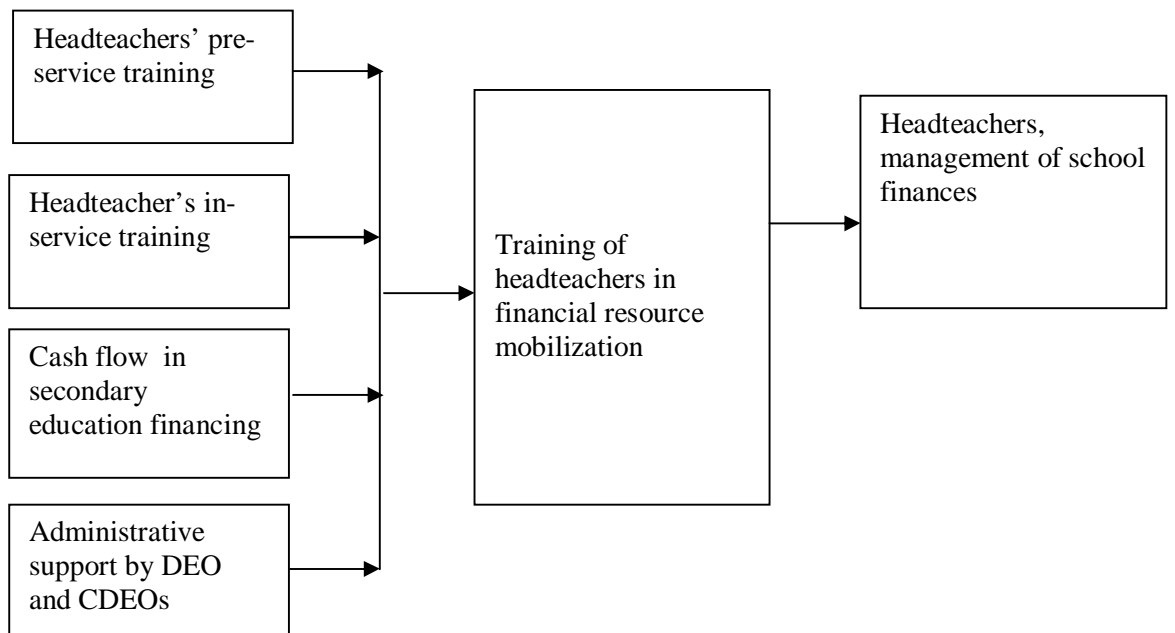 Headteachers’ pre-
service training
Headteacher’s in-
service training
Cash flow in
secondary
education financing
Administrative
support by DEO
and CDEOs
Training of
headteachers in
financial resource
mobilization
Headteachers,
management of school
finances